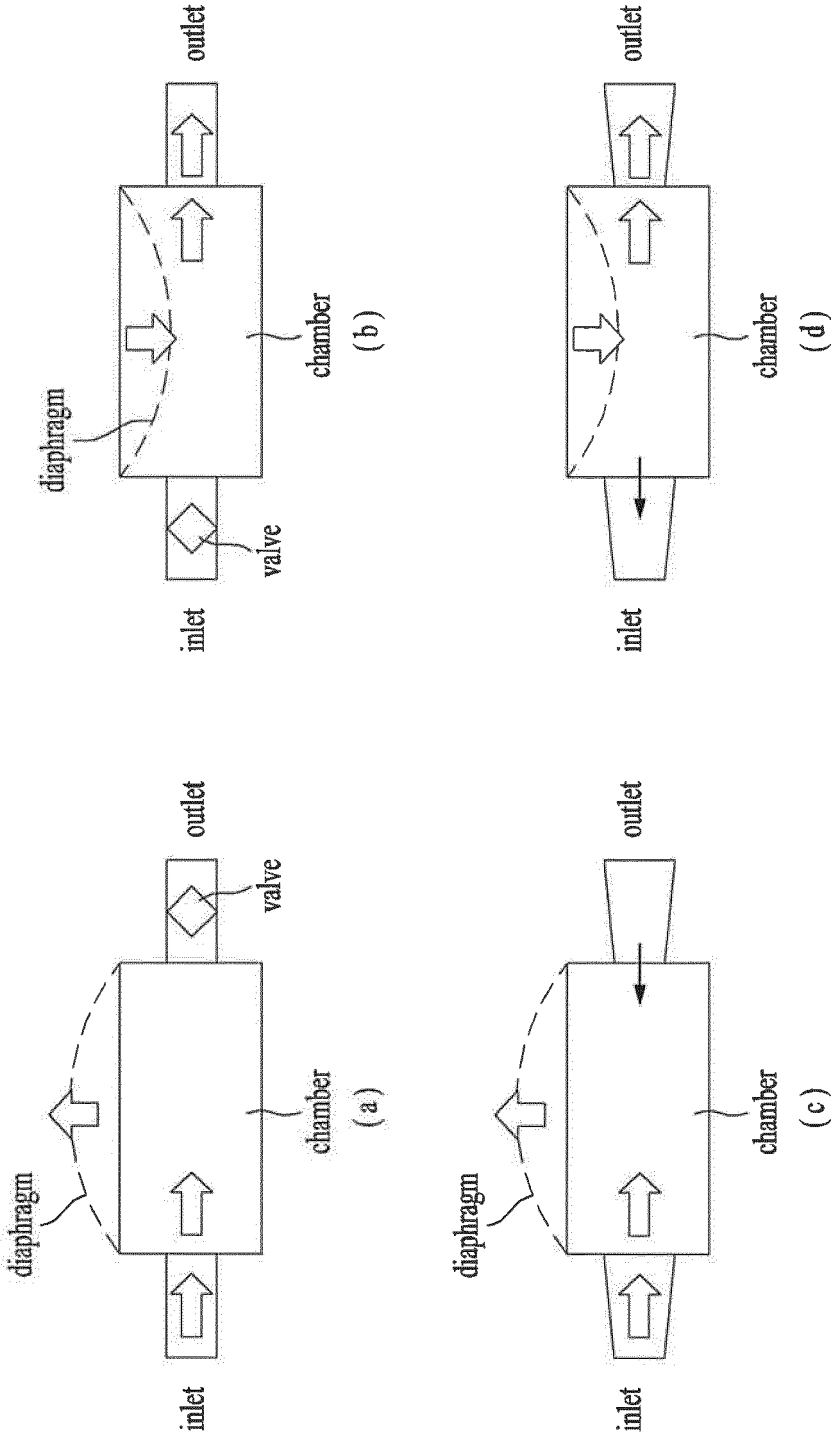 diaphragm
inlet
outlet
valve
chamber
( a )
diaphragm
inlet
outlet
valve
chamber
( b )
diaphragm
inlet
outlet
chamber
( c )
inlet
outlet
chamber
( d )